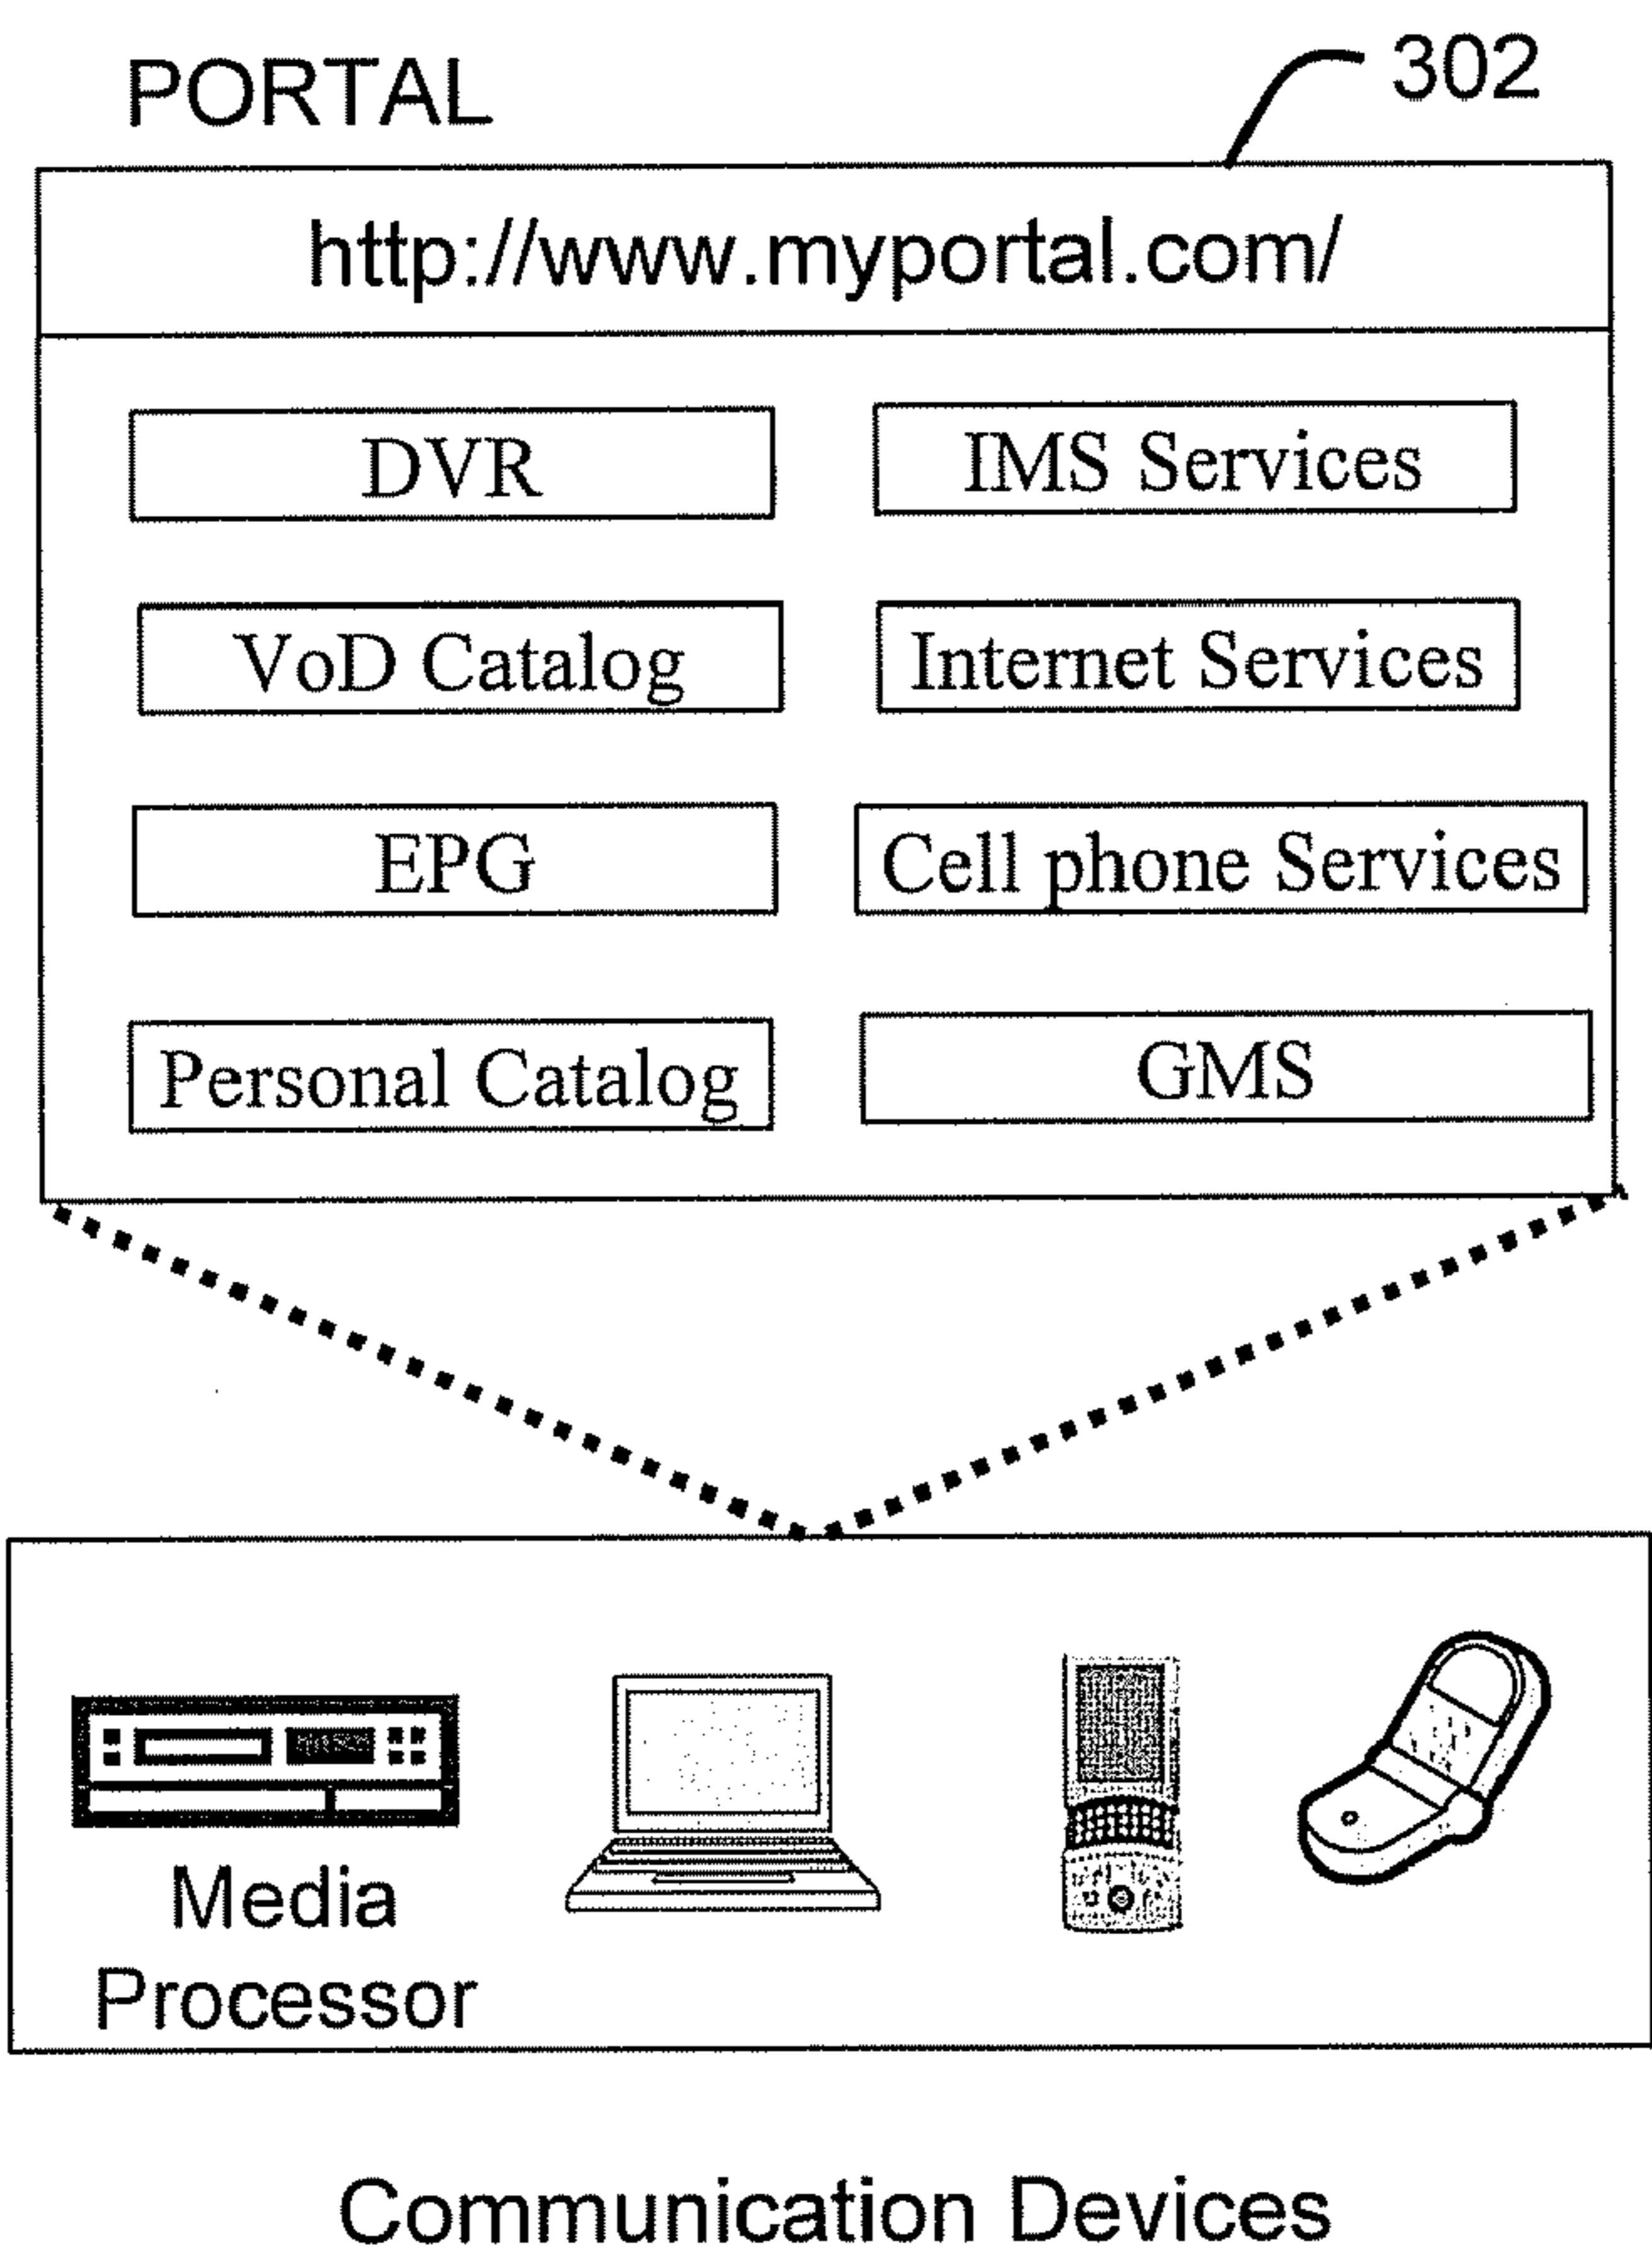 PORTAL
302
http://www.myportal.com/
DVR
IMS Services
VoD Catalog
Internet Services
EPG
Cell phone Services
Personal Catalog
GMS
Media
Processor
Communication Devices